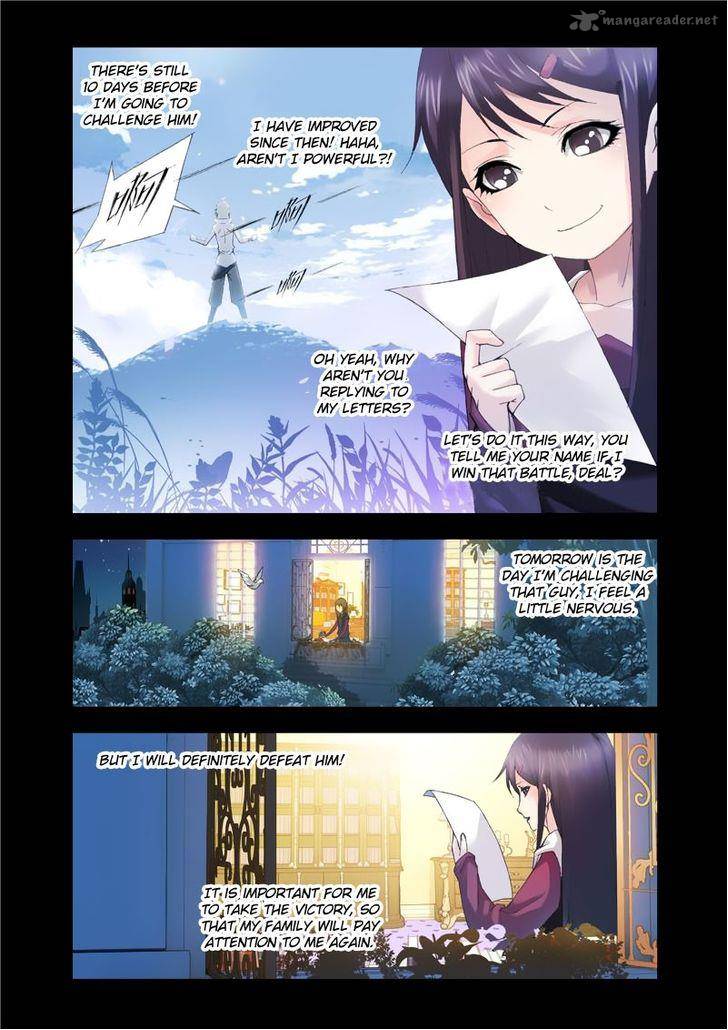 mangareader.net
THERE'S STILL
10 DAYS BEFORE
I'M GOING TO
CHALLENGE HIM!
I HAVE IMPROVED
SINCE THEN! HAHA,
AREN'T I POWERFUL?!
OH YEAH, WHY
AREN'T YOU
REPLYING TO
MY LETTERS?
LET'S DO IT THIS WAY, YOU
TELL ME YOUR NAME IF I
WIN THAT BATTLE, DEAL?
TOMORROW IS THE
DAY I'M CHALLENGING
THAT GUY, I FEEL A
LITTLE NERVOUS.
BUT I WILL DEFINITELY DEFEAT HIM!
IT IS IMPORTANT FOR ME
TO TAKE THE VICTORY, SO
THAT MY FAMILY WILL PAY
ATTENTION TO ME AGAIN.